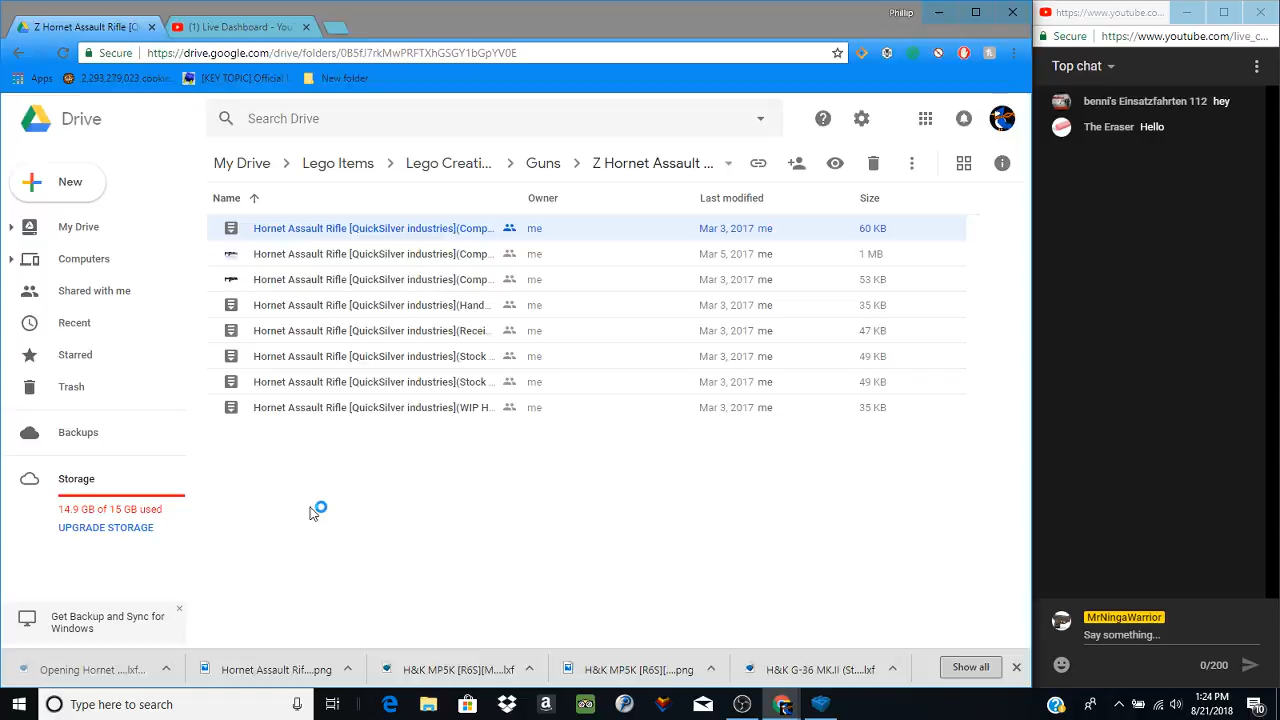 Z Hornet Assault Rifle [Q
(1) Live Dashboard - You
Phillip
https://www.youtube.co...
Secure
https://drive.google.com/drive/folders/0B5fJ7rkMwPRFTXhGSGY1bGpYV0E
Secure
https://www.youtube.com/live_c...
Apps
2,293,279,023 cookie
[KEY TOPIC] Official
New folder
Top chat
Drive
Search Drive
benni's Einsatzfahrten 112 hey
The Eraser Hello
My Drive
Lego Items
Lego Creati...
Guns
Z Hornet Assault ...
New
Name
Owner
Last modified
Size
My Drive
Computers
Shared with me
Recent
Starred
Trash
Backups
Storage
14.9 GB of 15 GB used
UPGRADE STORAGE
Hornet Assault Rifle [QuickSilver industries](Comp... me Mar 3, 2017 me 60 KB
Hornet Assault Rifle [QuickSilver industries](Comp... me Mar 5, 2017 me 1 MB
Hornet Assault Rifle [QuickSilver industries](Comp... me Mar 3, 2017 me 53 KB
Hornet Assault Rifle [QuickSilver industries](Hand... me Mar 3, 2017 me 35 KB
Hornet Assault Rifle [QuickSilver industries](Recei... me Mar 3, 2017 me 47 KB
Hornet Assault Rifle [QuickSilver industries](Stock ... me Mar 3, 2017 me 49 KB
Hornet Assault Rifle [QuickSilver industries](Stock ... me Mar 3, 2017 me 49 KB
Hornet Assault Rifle [QuickSilver industries](WIP H... me Mar 3, 2017 me 35 KB
Get Backup and Sync for
Windows
MrNingaWarrior
Say something...
0/200
Opening Hornet ....lxf
Hornet Assault Rif....png
H&K MP5K [R6S][M....lxf
H&K MP5K [R6S][....png
H&K G-36 MKJI (St....lxf
Show all
Type here to search
1:24 PM
8/21/2018
10